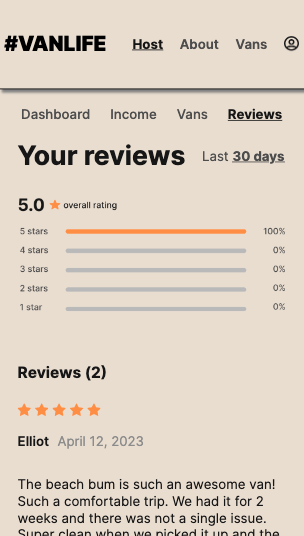 #VANLIFE Host About Vans
Dashboard Income Vans Reviews
Your reviews Last 30 days
5.0 overall rating
5 stars 100%
4 stars 0%
3 stars 0%
2 stars 0%
1 star 0%
Reviews (2)
Elliot April 12, 2023
The beach bum is such an awesome van!
Such a comfortable trip. We had it for 2
weeks and there was not a single issue.
Super clean when we picked it up and the